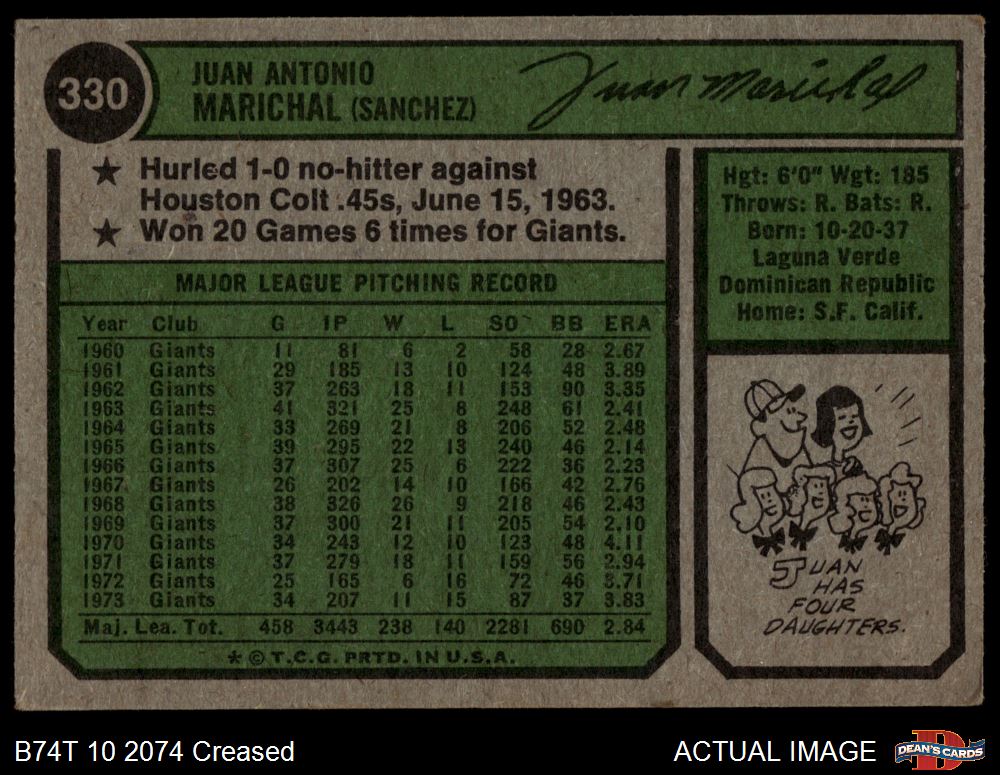 330
JUAN ANTONIO
MARICHAL (SANCHEZ)
Juan Marichal
★ Hurled 1-0 no-hitter against
Houston Colt .45s, June 15, 1963.
★ Won 20 Games 6 times for Giants.
MAJOR LEAGUE PITCHING RECORD
Year Club G IP W L SO BB ERA
1960 Giants 11 81 6 2 58 28 2.67
1961 Giants 29 185 13 10 124 48 3.89
1962 Giants 37 263 18 11 153 90 3.35
1963 Giants 41 321 25 8 248 61 2.41
1964 Giants 33 269 21 8 206 52 2.48
1965 Giants 39 295 22 13 240 46 2.14
1966 Giants 37 307 25 6 222 36 2.23
1967 Giants 26 202 14 10 166 42 2.76
1968 Giants 38 326 26 9 218 46 2.43
1969 Giants 37 300 21 11 205 54 2.10
1970 Giants 34 243 12 10 123 48 4.11
1971 Giants 37 279 18 11 159 56 2.94
1972 Giants 25 165 6 16 72 46 3.71
1973 Giants 34 207 11 15 87 37 3.83
Maj. Lea. Tot. 458 3443 238 140 2281 690 2.84
* © T.C.G. PRTD. IN U.S.A.
Hgt: 6'0" Wgt: 185
Throws: R. Bats: R.
Born: 10-20-37
Laguna Verde
Dominican Republic
Home: S.F. Calif.
JUAN
HAS
FOUR
DAUGHTERS.
B74T 10 2074 Creased
ACTUAL IMAGE
DEAN'S CARDS